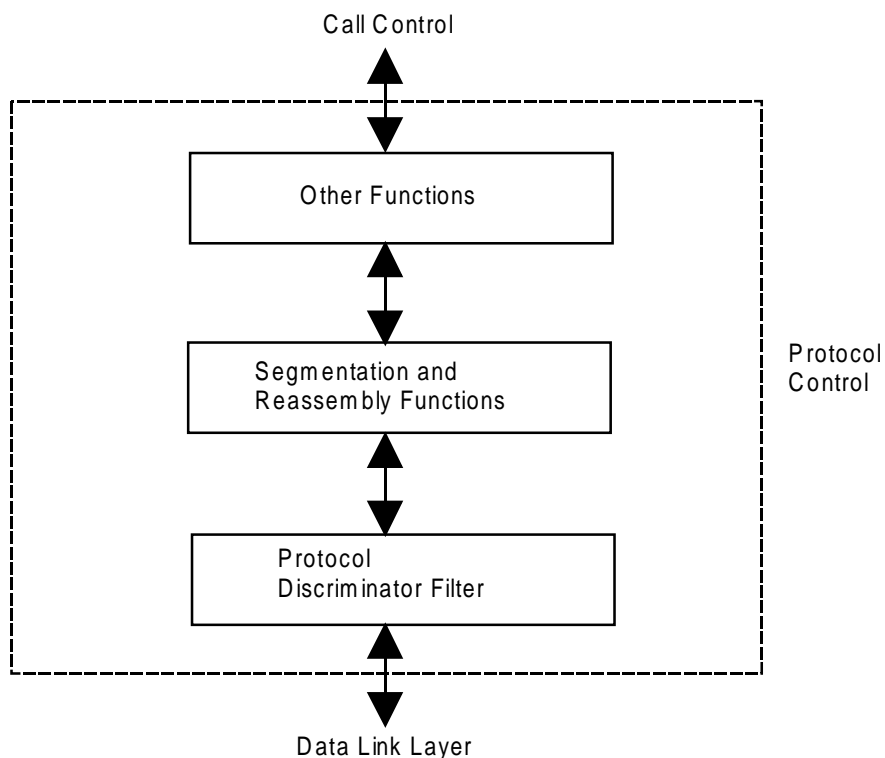 Call Control
Other Functions
Segmentation and
Reassembly Functions
Protocol
Control
Protocol
Discriminator Filter
Data Link Layer